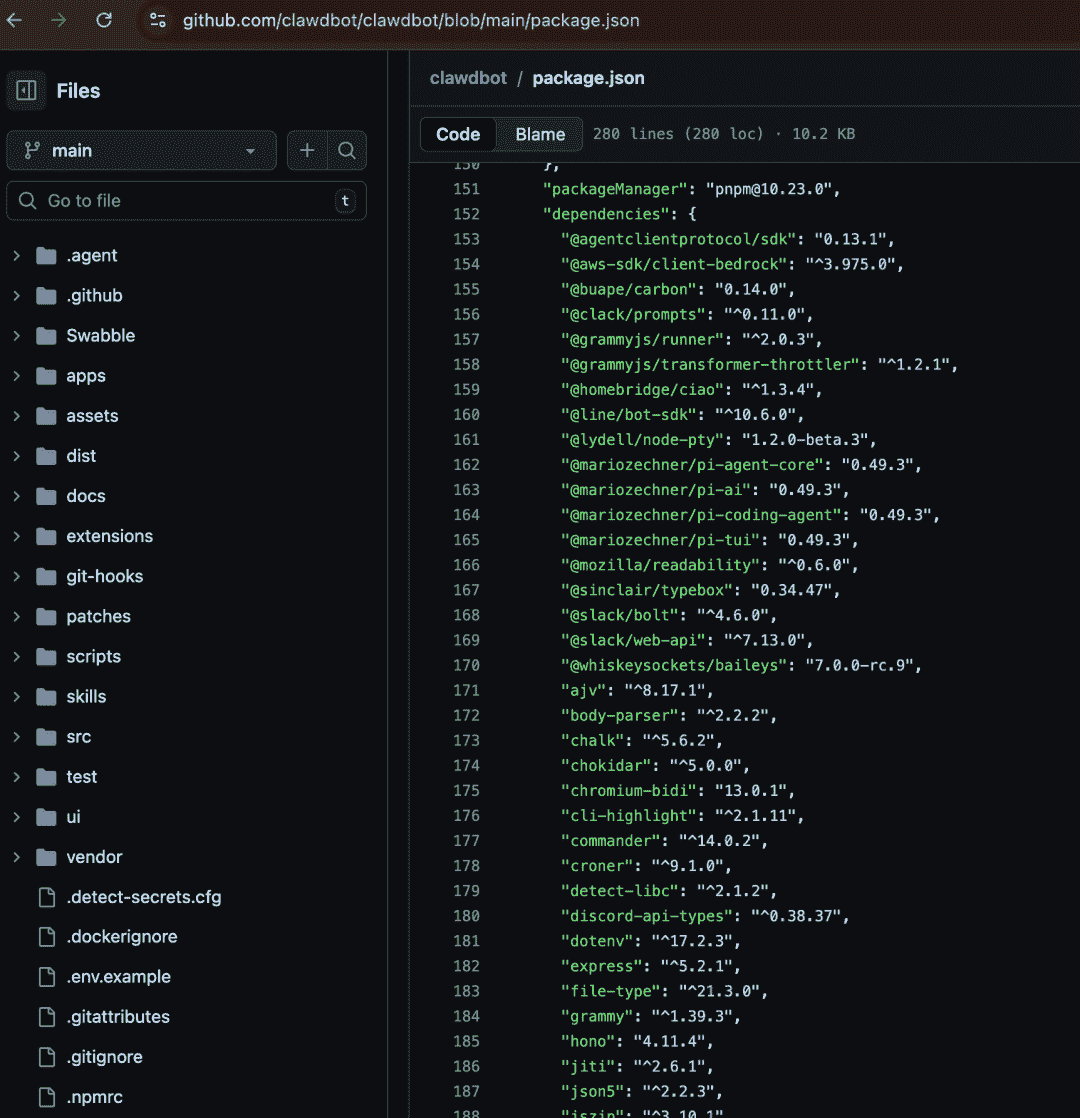 github.com/clawdbot/clawdbot/blob/main/package.json
Files
main
Go to file
t
.agent
.github
Swabble
apps
assets
dist
docs
extensions
git-hooks
patches
scripts
skills
src
test
ui
vendor
.detect-secrets.cfg
.dockerignore
.env.example
.gitattributes
.gitignore
.npmrc
clawdbot / package.json
Code Blame 280 lines (280 loc) · 10.2 KB
150 },
151 "packageManager": "pnpm@10.23.0",
152 "dependencies": {
153 "@agentclientprotocol/sdk": "0.13.1",
154 "@aws-sdk/client-bedrock": "^3.975.0",
155 "@buape/carbon": "0.14.0",
156 "@clack/prompts": "^0.11.0",
157 "@grammyjs/runner": "^2.0.3",
158 "@grammyjs/transformer-throttler": "^1.2.1",
159 "@homebridge/ciao": "^1.3.4",
160 "@line/bot-sdk": "^10.6.0",
161 "@lydell/node-pty": "1.2.0-beta.3",
162 "@mariozechner/pi-agent-core": "0.49.3",
163 "@mariozechner/pi-ai": "0.49.3",
164 "@mariozechner/pi-coding-agent": "0.49.3",
165 "@mariozechner/pi-tui": "0.49.3",
166 "@mozilla/readability": "^0.6.0",
167 "@sinclair/typebox": "0.34.47",
168 "@slack/bolt": "^4.6.0",
169 "@slack/web-api": "^7.13.0",
170 "@whiskeysockets/baileys": "7.0.0-rc.9",
171 "ajv": "^8.17.1",
172 "body-parser": "^2.2.2",
173 "chalk": "^5.6.2",
174 "chokidar": "^5.0.0",
175 "chromium-bidi": "13.0.1",
176 "cli-highlight": "^2.1.11",
177 "commander": "^14.0.2",
178 "croner": "^9.1.0",
179 "detect-libc": "^2.1.2",
180 "discord-api-types": "^0.38.37",
181 "dotenv": "^17.2.3",
182 "express": "^5.2.1",
183 "file-type": "^21.3.0",
184 "grammy": "^1.39.3",
185 "hono": "4.11.4",
186 "jiti": "^2.6.1",
187 "json5": "^2.2.3",
188 "jszip": "^3.10.1",